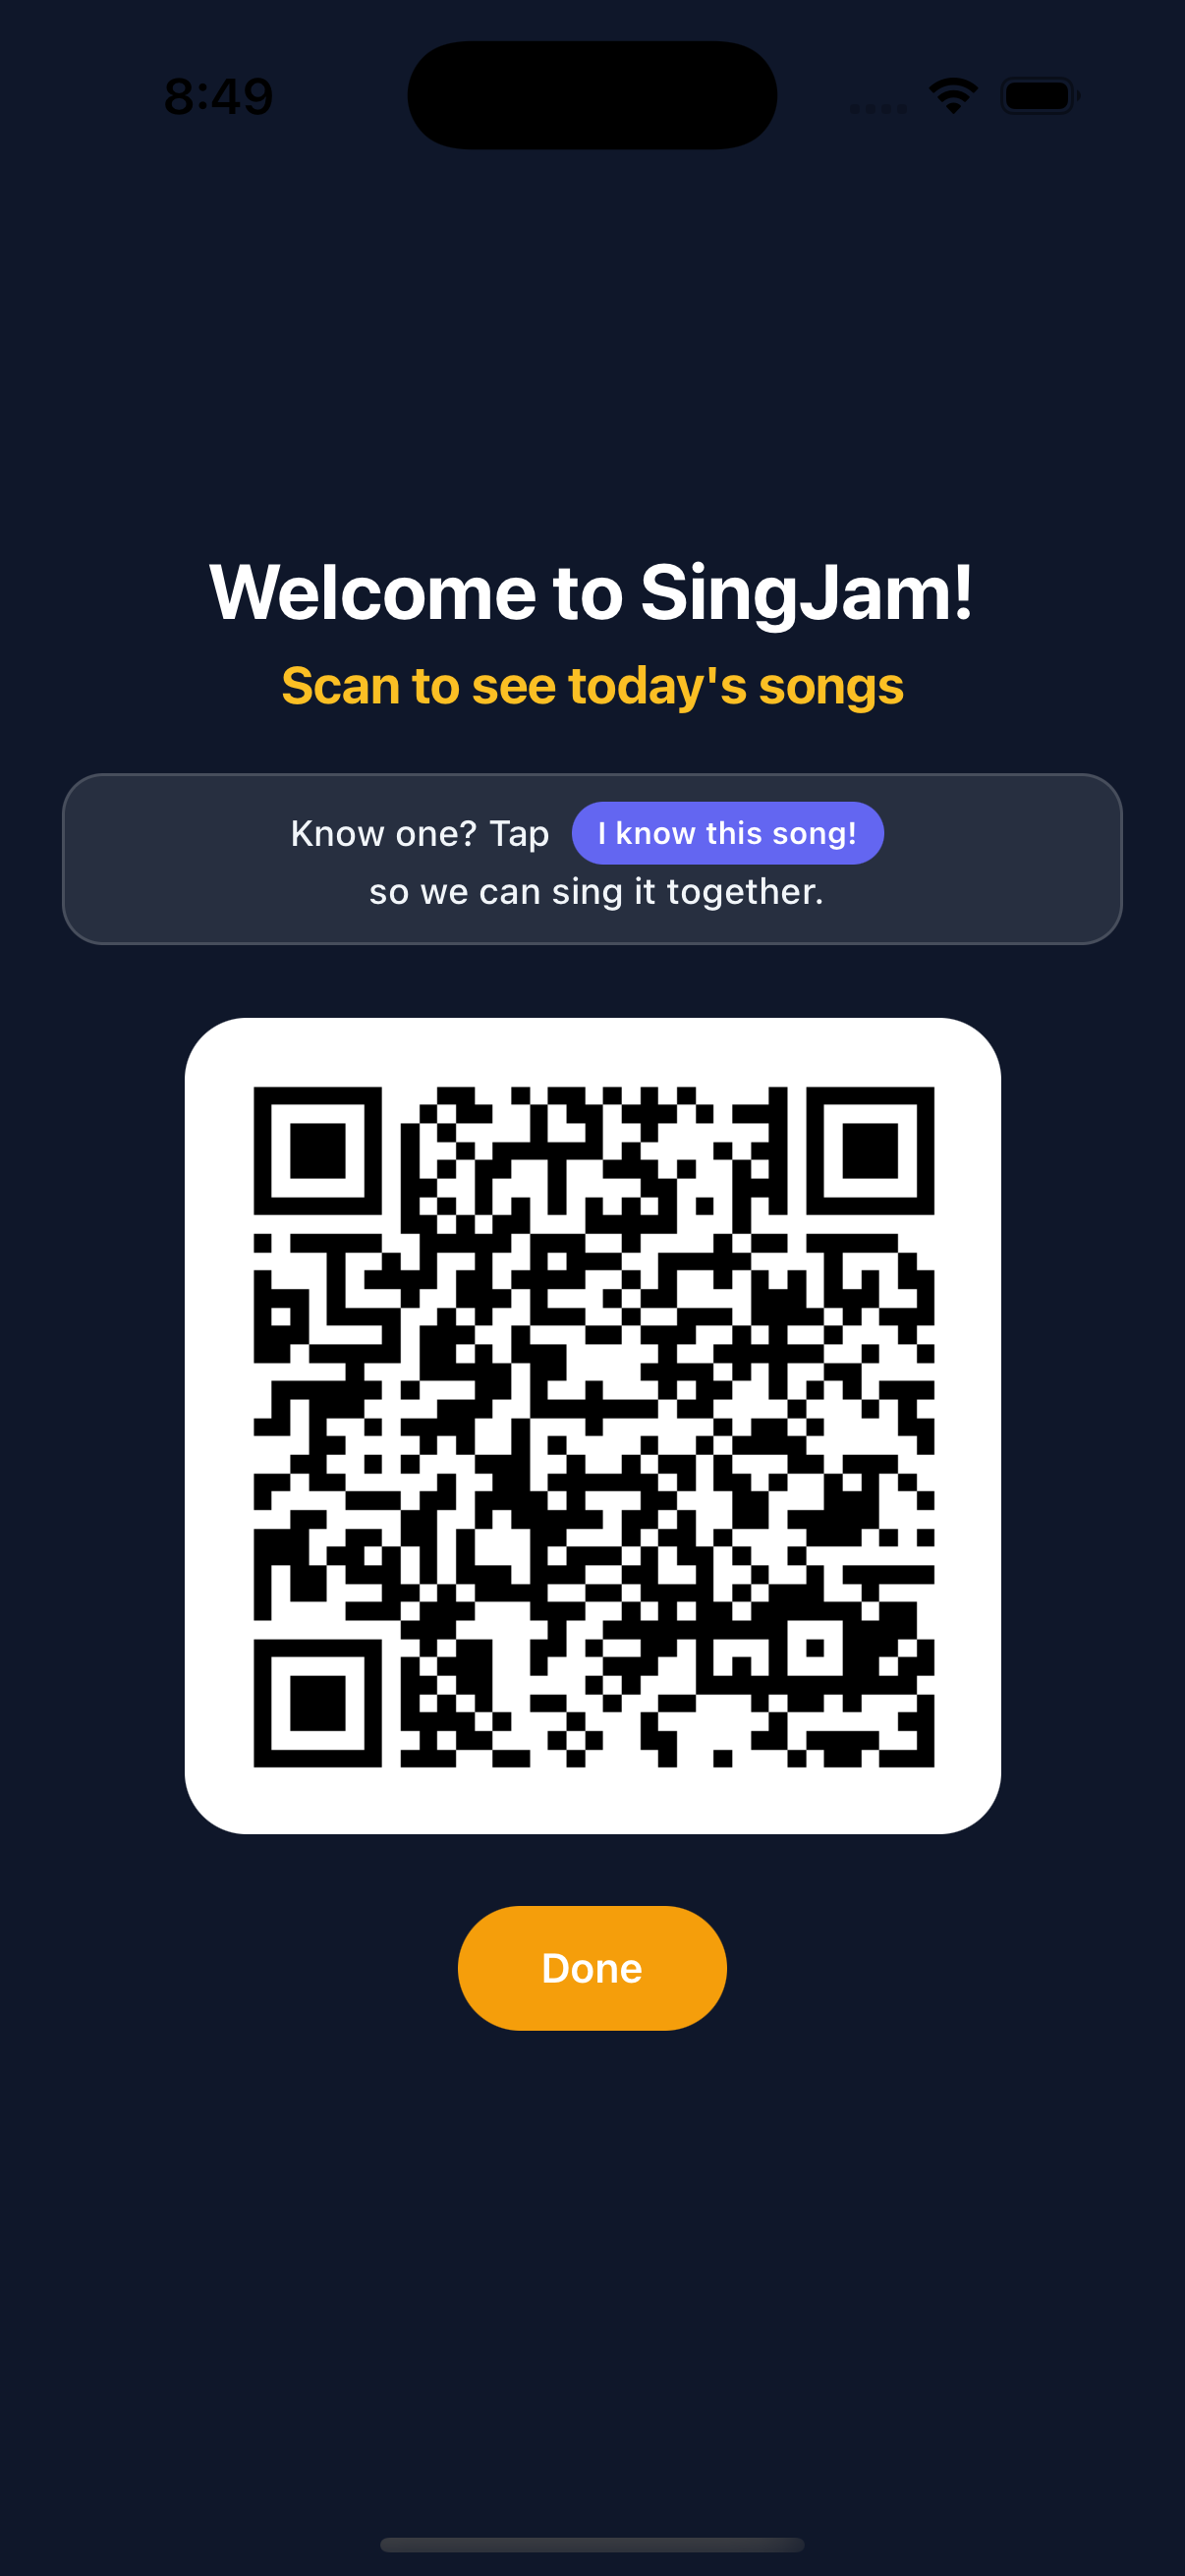 8:49
Welcome to SingJam!
Scan to see today's songs
Know one? Tap I know this song!
so we can sing it together.
Done